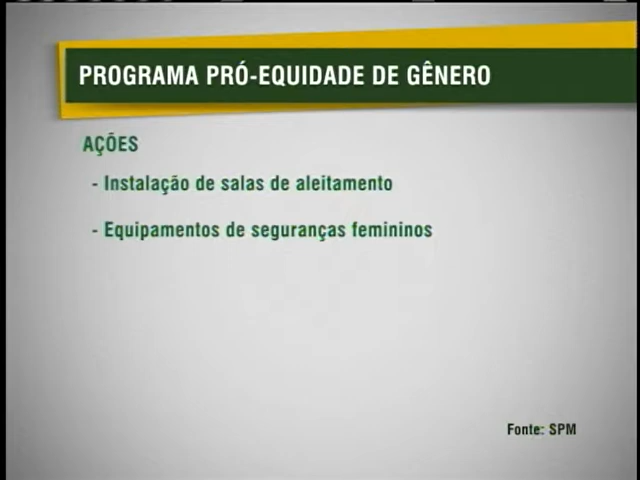 PROGRAMA PRÓ-EQUIDADE DE GÊNERO
AÇÕES
- Instalação de salas de aleitamento
- Equipamentos de seguranças femininos
Fonte: SPM